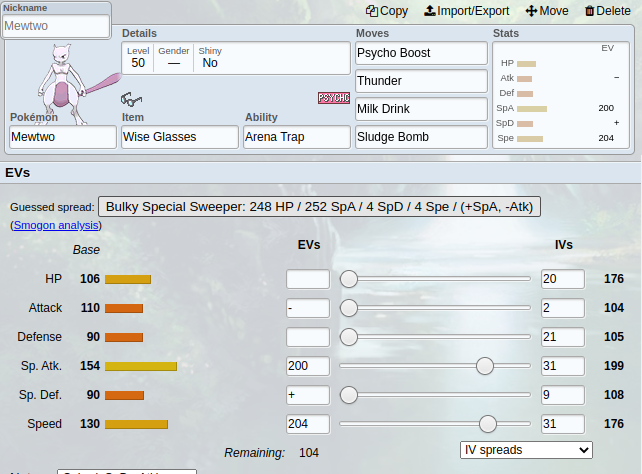 Nickname
Copy Import/Export Move Delete
Mewtwo
Details
Moves
Stats
Level Gender Shiny
50 — No
PSYCHC
Pokémon
Mewtwo
Item
Wise Glasses
Ability
Arena Trap
Psycho Boost
Thunder
Milk Drink
Sludge Bomb
EV
HP
Atk −
Def
SpA 200
SpD +
Spe 204
EVs
Guessed spread: Bulky Special Sweeper: 248 HP / 252 SpA / 4 SpD / 4 Spe / (+SpA, -Atk)
(Smogon analysis)
Base EVs IVs
HP 106 20 176
Attack 110 - 2 104
Defense 90 21 105
Sp. Atk. 154 200 31 199
Sp. Def. 90 + 9 108
Speed 130 204 31 176
Remaining: 104
IV spreads